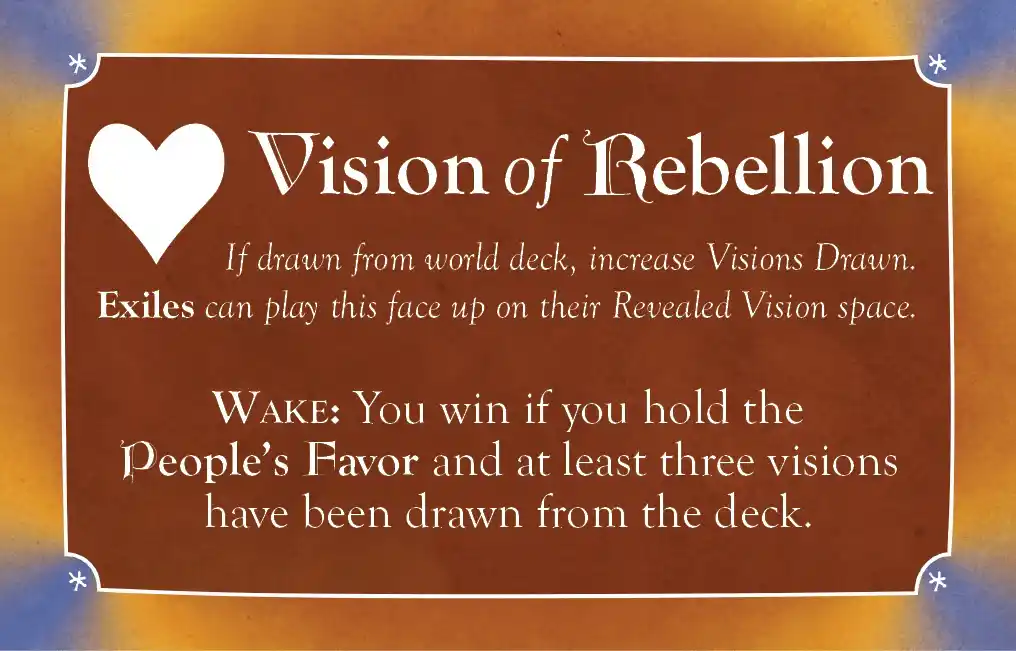 Vision of Rebellion
If drawn from world deck, increase Visions Drawn.
Exiles can play this face up on their Revealed Vision space.
WAKE: You win if you hold the
People's Favor and at least three visions
have been drawn from the deck.